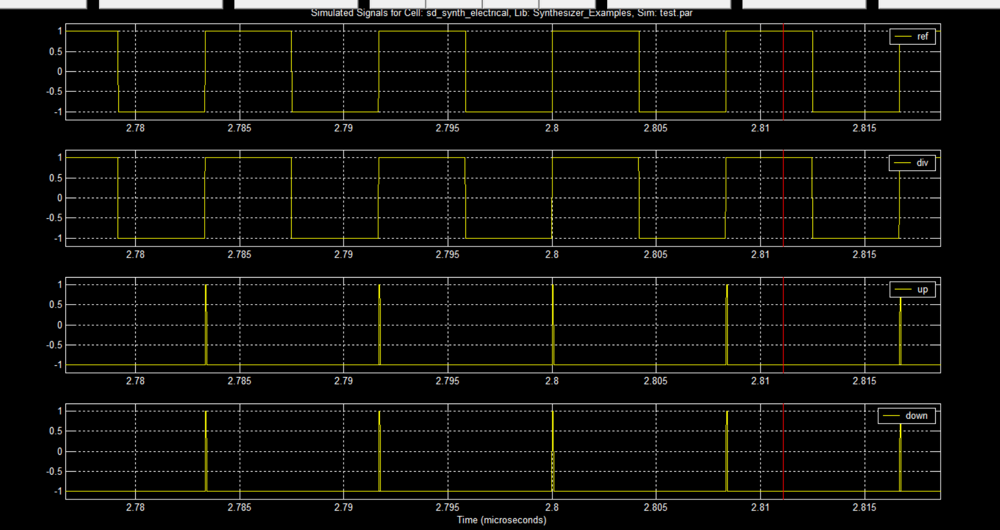 Simulated Signals for Cell: sd_synth_electrical, Lib: Synthesizer_Examples, Sim: test.par
1
0.5
0
-0.5
-1
ref
2.78 2.785 2.79 2.795 2.8 2.805 2.81 2.815
1
0.5
0
-0.5
-1
div
2.78 2.785 2.79 2.795 2.8 2.805 2.81 2.815
1
0.5
0
-0.5
-1
up
2.78 2.785 2.79 2.795 2.8 2.805 2.81 2.815
1
0.5
0
-0.5
-1
down
2.78 2.785 2.79 2.795 2.8 2.805 2.81 2.815
Time (microseconds)